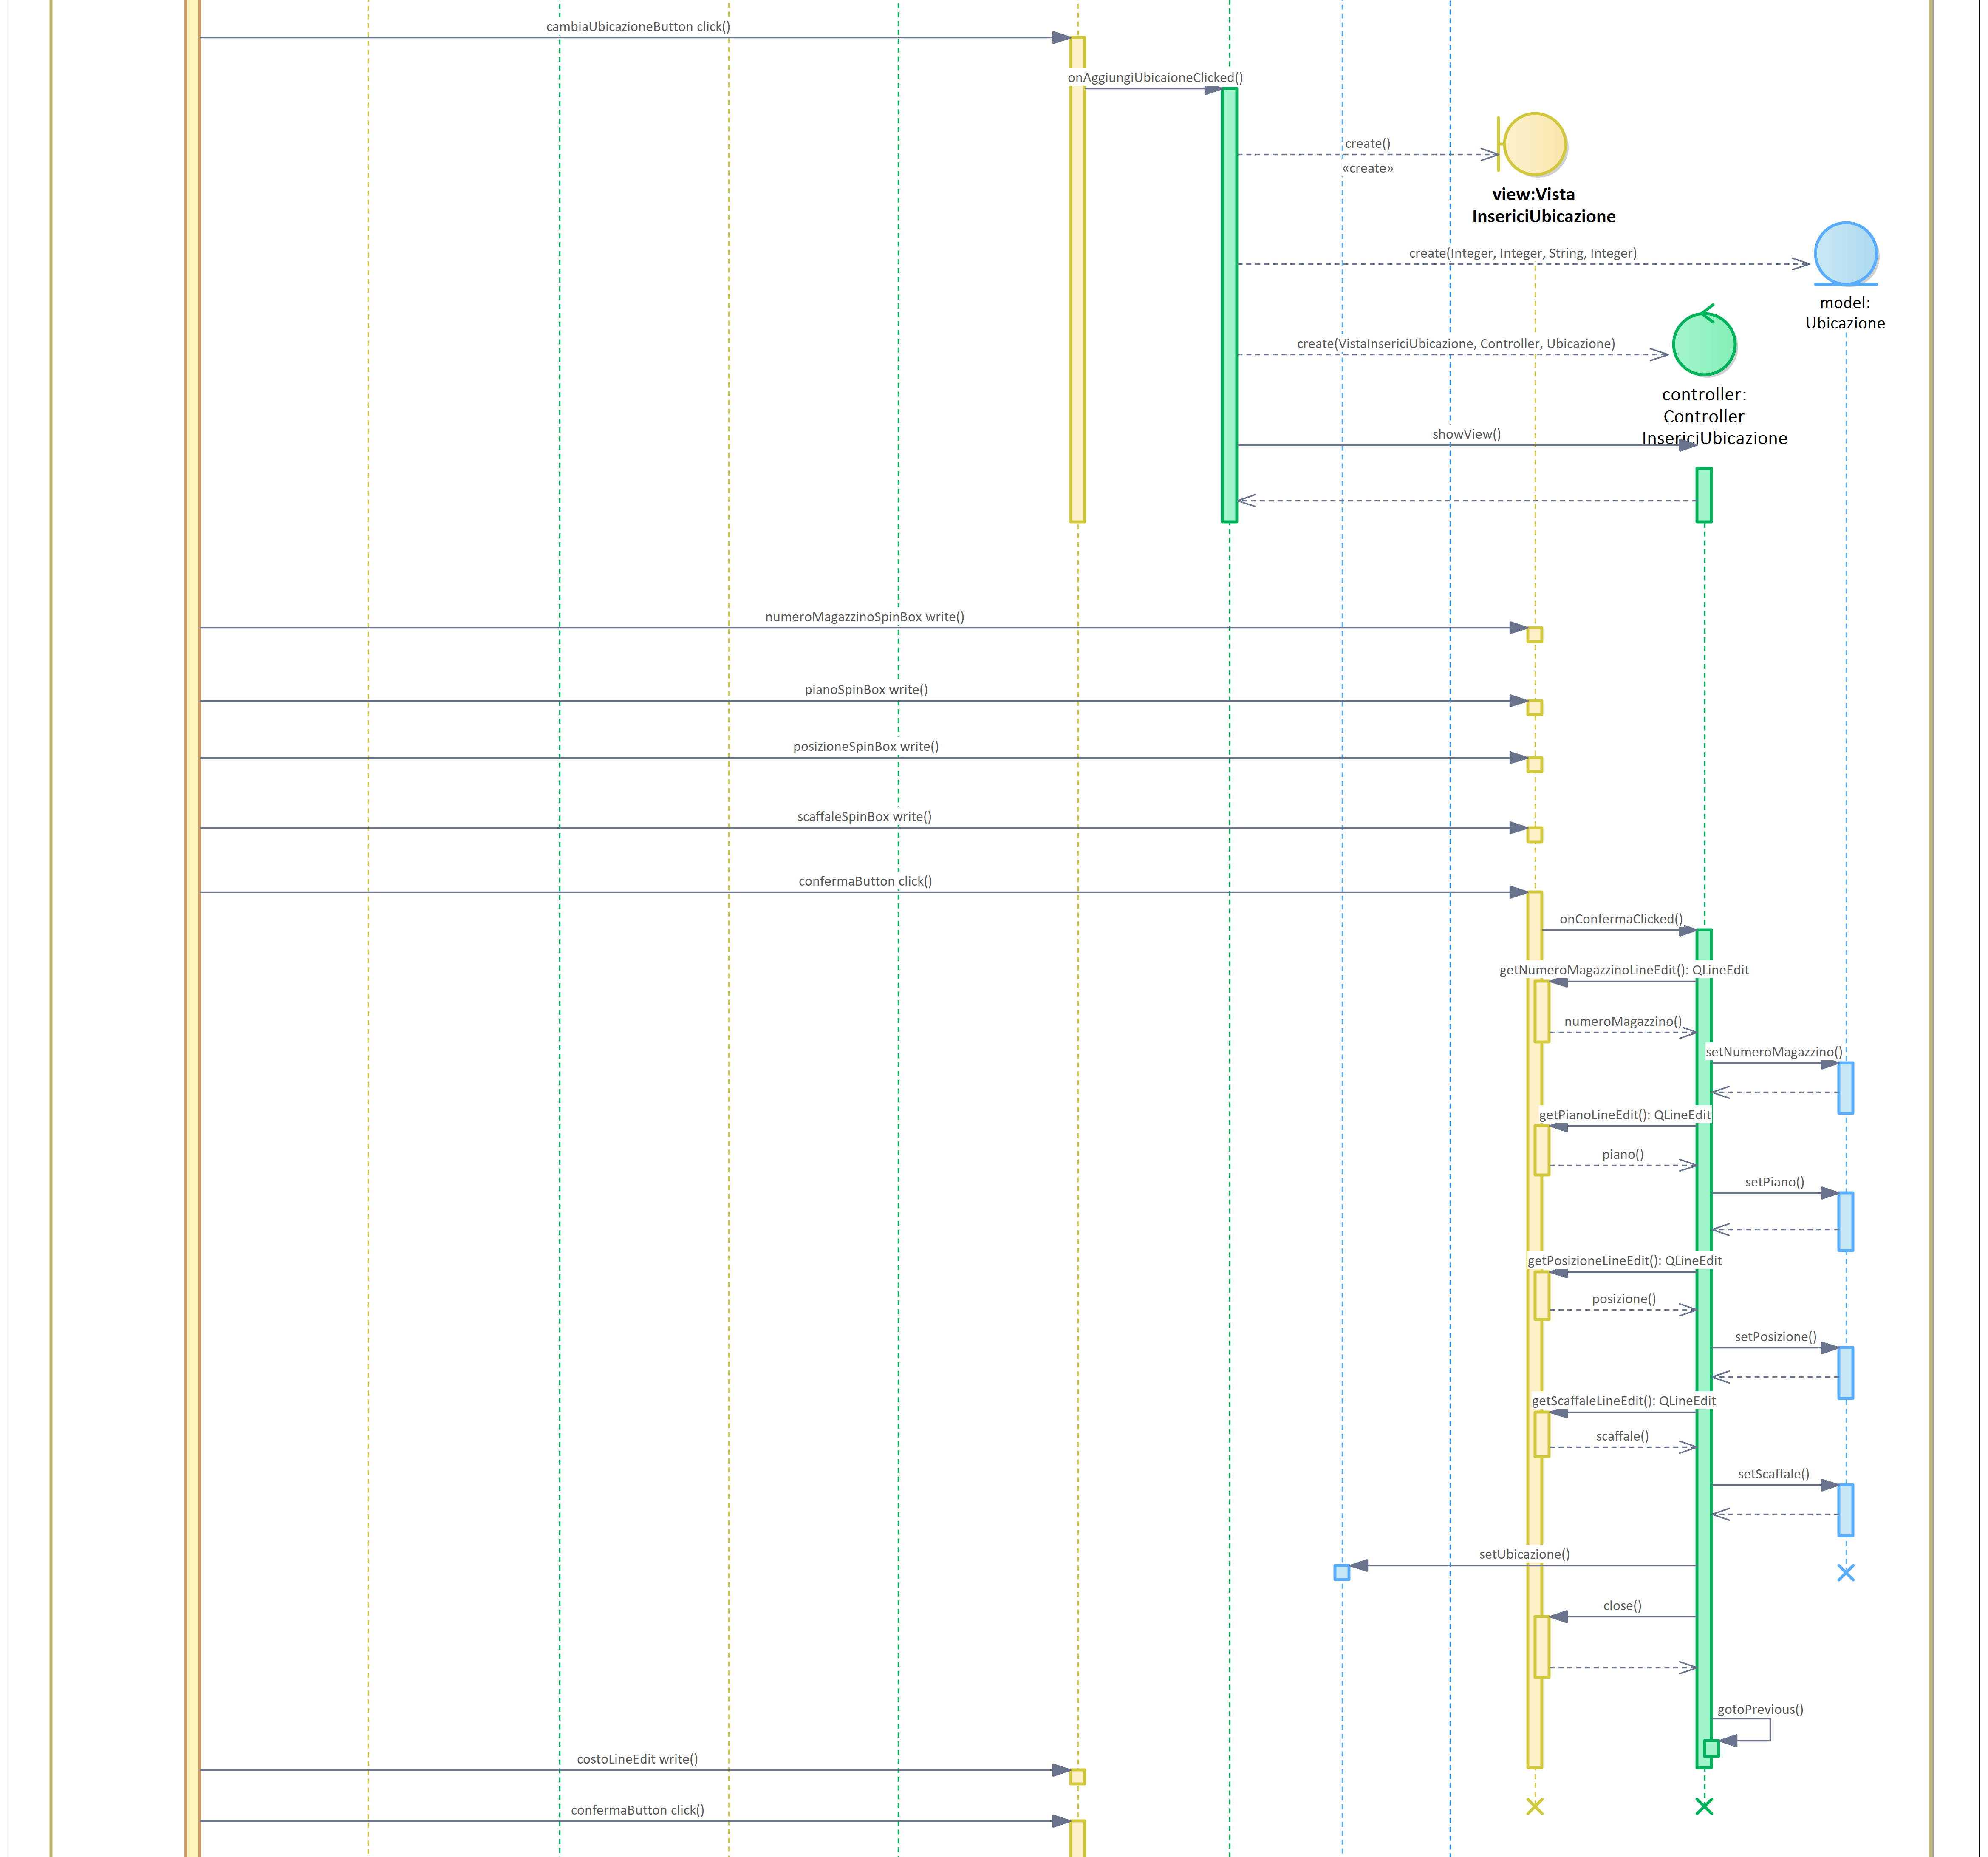 cambiaUbicazioneButton click()
onAggiungiUbicaioneClicked()
create()
«create»
view:Vista
InsericiUbicazione
create(Integer, Integer, String, Integer)
model:
Ubicazione
create(VistaInsericiUbicazione, Controller, Ubicazione)
controller:
Controller
InsericiUbicazione
showView()
numeroMagazzinoSpinBox write()
pianoSpinBox write()
posizioneSpinBox write()
scaffaleSpinBox write()
confermaButton click()
onConfermaClicked()
getNumeroMagazzinoLineEdit(): QLineEdit
numeroMagazzino()
setNumeroMagazzino()
getPianoLineEdit(): QLineEdit
piano()
setPiano()
getPosizioneLineEdit(): QLineEdit
posizione()
setPosizione()
getScaffaleLineEdit(): QLineEdit
scaffale()
setScaffale()
setUbicazione()
close()
gotoPrevious()
costoLineEdit write()
confermaButton click()